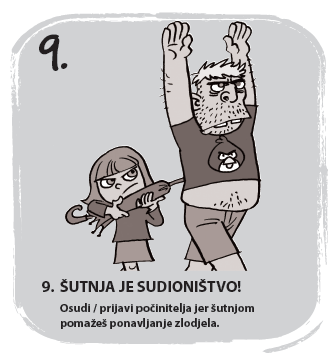 9.
9. ŠUTNJA JE SUDIONIŠTVO!
Osudi / prijavi počinitelja jer šutnjom
pomažeš ponavljanje zlodjela.